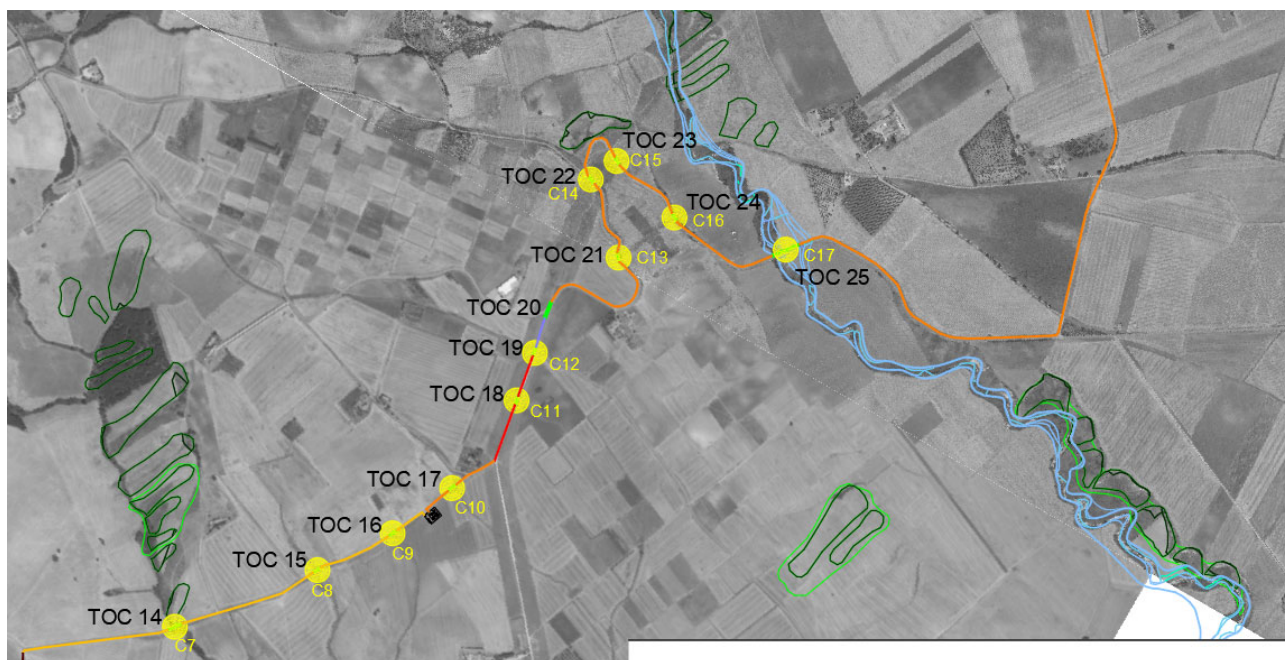 TOC 23
C15
TOC 22
C14
TOC 24
C16
TOC 21
C13
C17
TOC 25
TOC 20
TOC 19
C12
TOC 18
C11
TOC 17
C10
TOC 16
C9
TOC 15
C8
TOC 14
C7